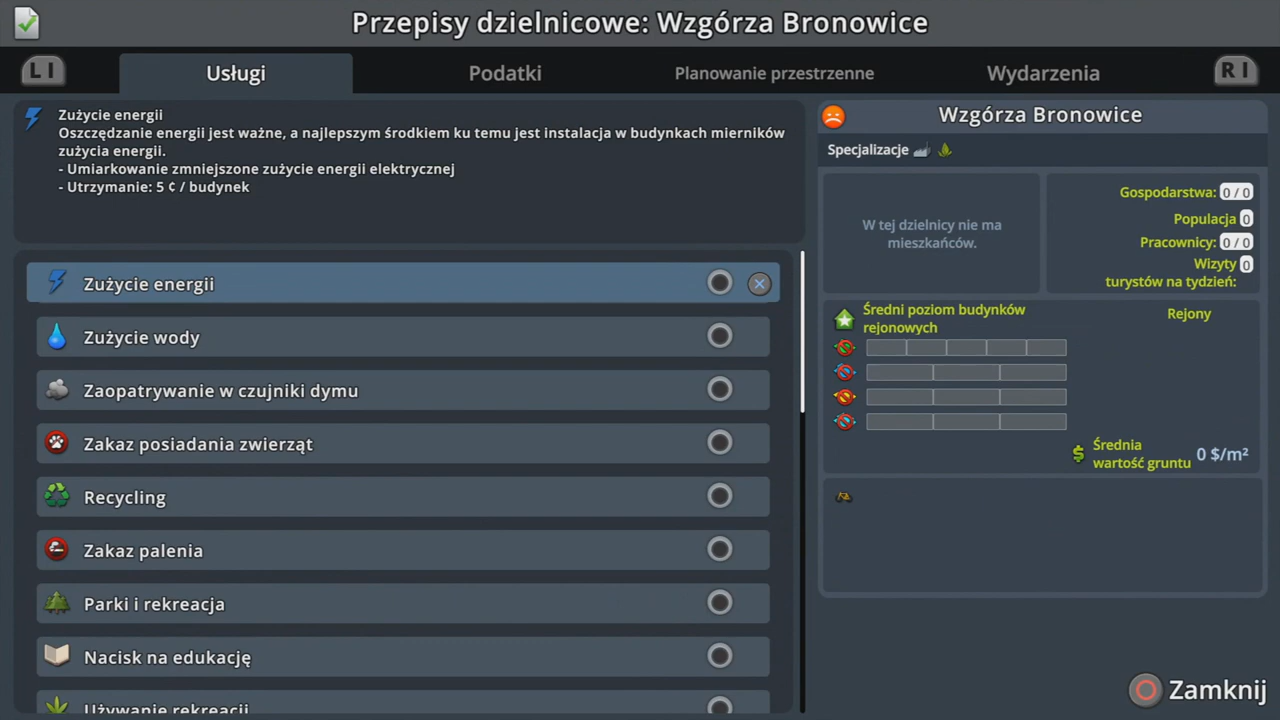 Przepisy dzielnicowe: Wzgórza Bronowice
L1
Usługi
Podatki
Planowanie przestrzenne
Wydarzenia
R1
Zużycie energii
Oszczędzanie energii jest ważne, a najlepszym środkiem ku temu jest instalacja w budynkach mierników
zużycia energii.
- Umiarkowanie zmniejszone zużycie energii elektrycznej
- Utrzymanie: 5 ¢ / budynek
Zużycie energii
Zużycie wody
Zaopatrywanie w czujniki dymu
Zakaz posiadania zwierząt
Recycling
Zakaz palenia
Parki i rekreacja
Nacisk na edukację
Używanie rekreacji
Wzgórza Bronowice
Specjalizacje
W tej dzielnicy nie ma
mieszkańców.
Gospodarstwa: 0 / 0
Populacja 0
Pracownicy: 0 / 0
Wizyty 0
turystów na tydzień:
Średni poziom budynków
rejonowych
Rejony
Średnia
wartość gruntu 0 $/m²
Zamknij